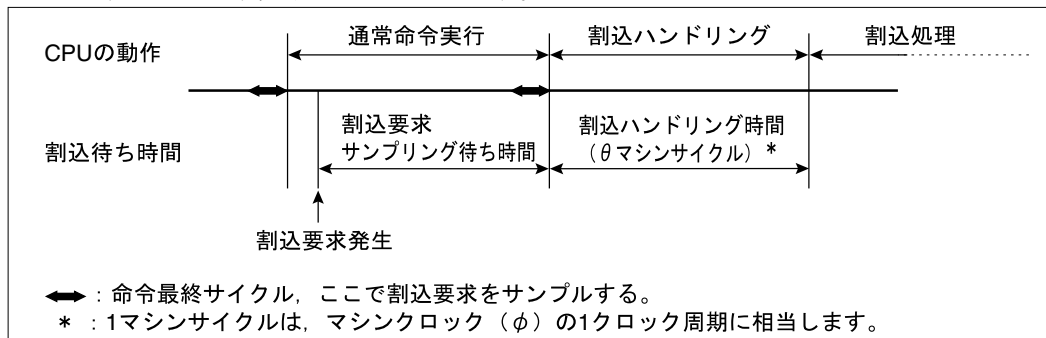 通常命令実行
割込ハンドリング
割込処理
CPUの動作
割込待ち時間
割込要求
サンプリング待ち時間
割込ハンドリング時間
（θマシンサイクル）*
割込要求発生
：命令最終サイクル，ここで割込要求をサンプルする。
* ：1マシンサイクルは，マシンクロック（φ）の1クロック周期に相当します。